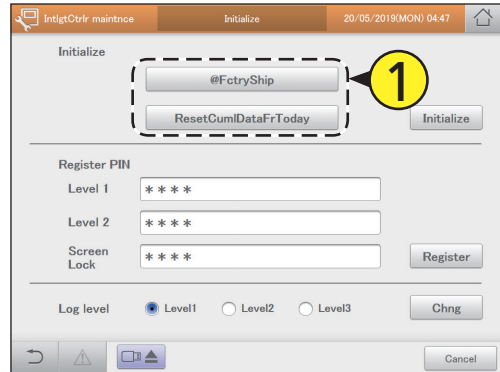 IntlgtCtrlr maintnce Initialize 20/05/2019(MON) 04:47
Initialize
@FctryShip
1
ResetCumlDataFrToday Initialize
Register PIN
Level 1 ****
Level 2 ****
Screen
Lock
**** Register
Log level Level1 Level2 Level3 Chng
Cancel